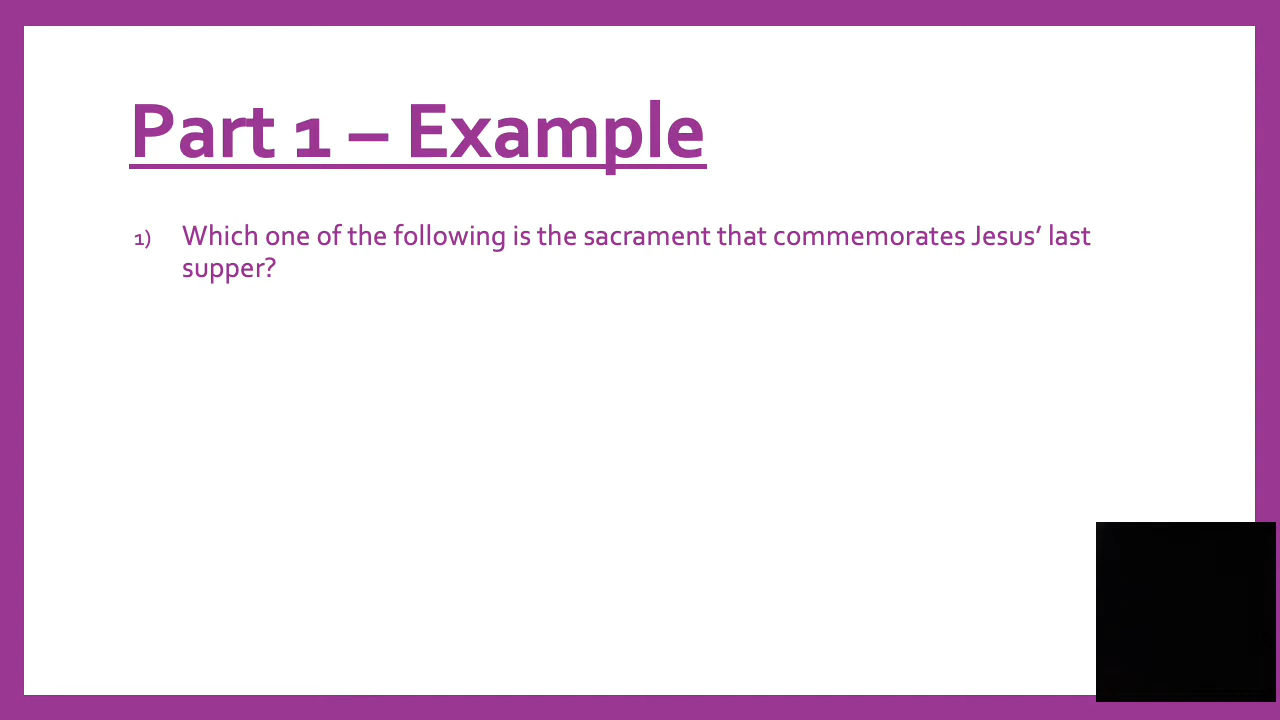 Part 1 – Example
1) Which one of the following is the sacrament that commemorates Jesus’ last
supper?